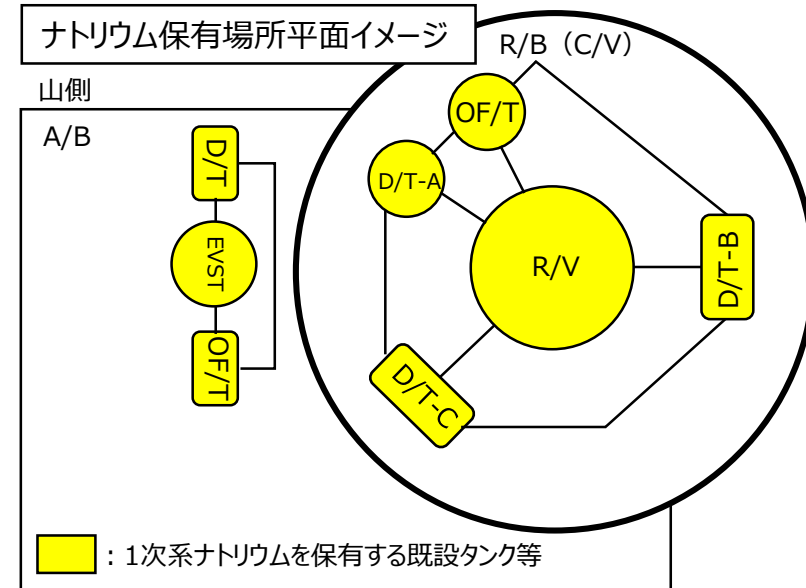 ナトリウム保有場所平面イメージ
R/B（C/V）
山側
A/B
OF/T
D/T
D/T-A
EVST
R/V
D/T-B
OF/T
D/T-C
：1次系ナトリウムを保有する既設タンク等